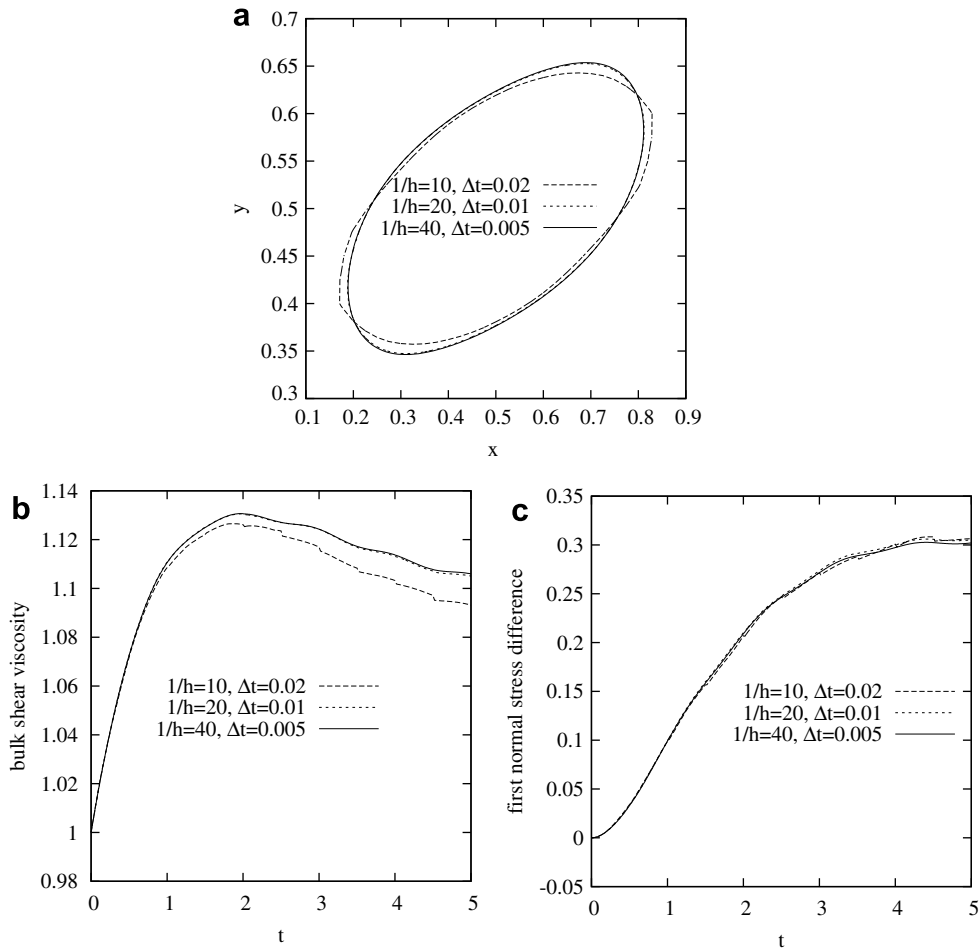 a
0.7
0.65
0.6
0.55
0.5
0.45
0.4
0.35
0.3
y
1/h=10, Δt=0.02
1/h=20, Δt=0.01
1/h=40, Δt=0.005
0.1 0.2 0.3 0.4 0.5 0.6 0.7 0.8 0.9
x
b
1.14
1.12
1.1
1.08
1.06
1.04
1.02
1
0.98
bulk shear viscosity
1/h=10, Δt=0.02
1/h=20, Δt=0.01
1/h=40, Δt=0.005
0 1 2 3 4 5
t
c
0.35
0.3
0.25
0.2
0.15
0.1
0.05
0
-0.05
first normal stress difference
1/h=10, Δt=0.02
1/h=20, Δt=0.01
1/h=40, Δt=0.005
0 1 2 3 4 5
t